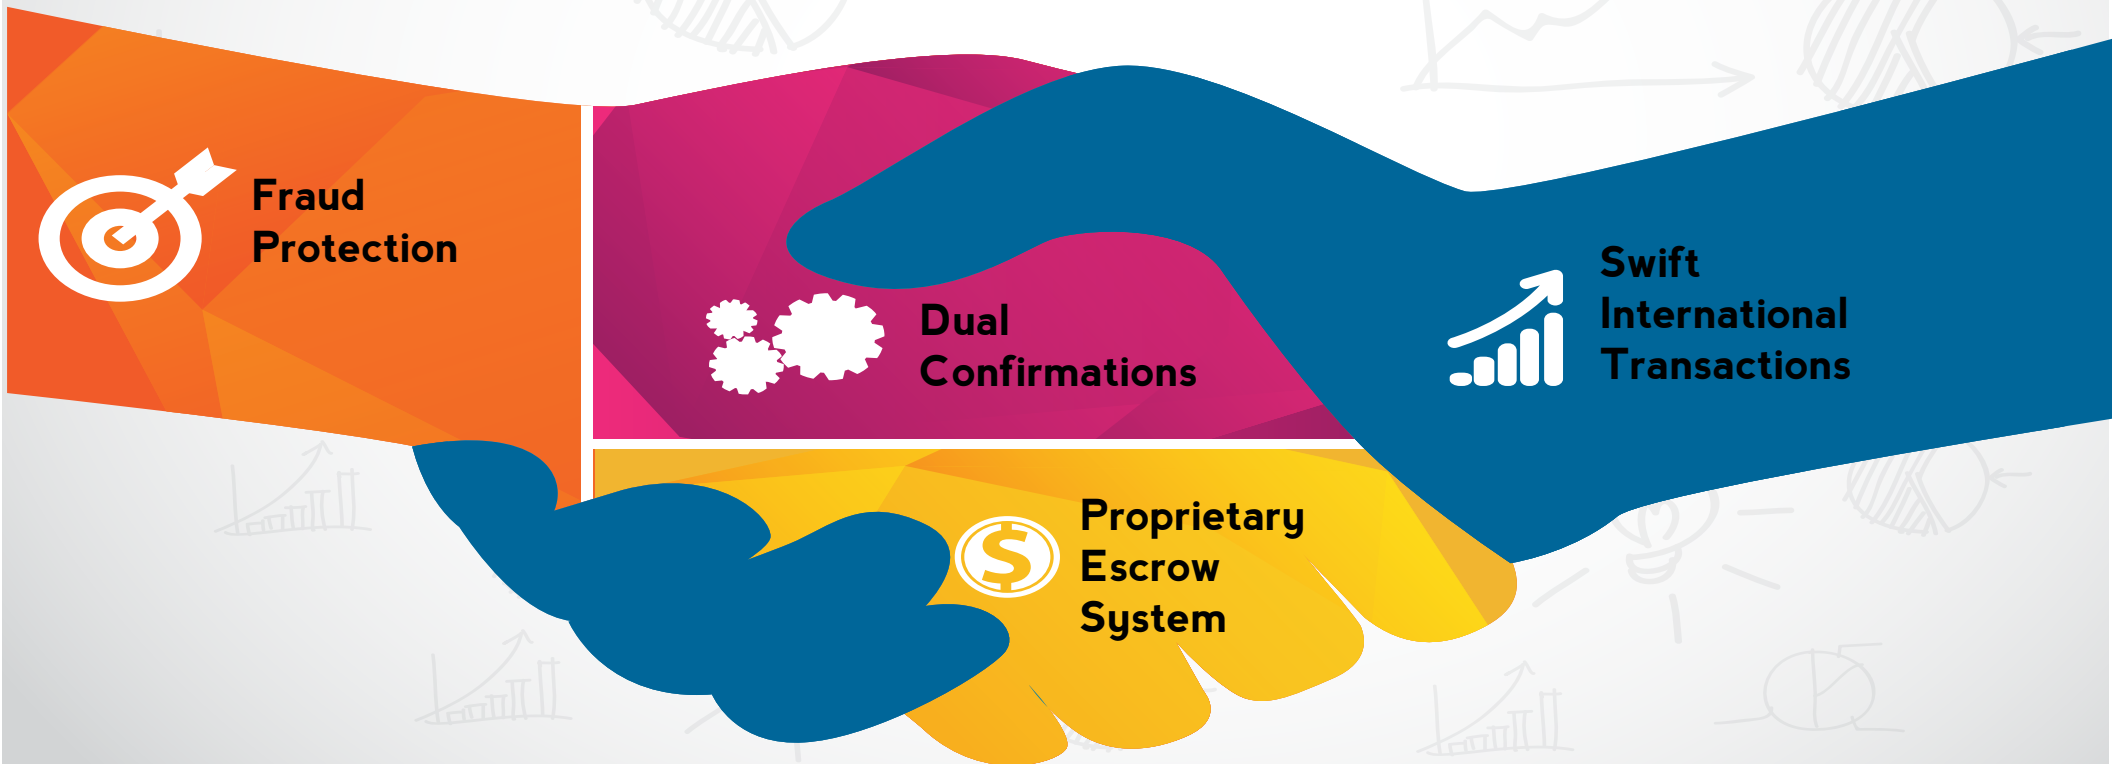 Fraud
Protection
Dual
Confirmations
Swift
International
Transactions
Proprietary
Escrow
System